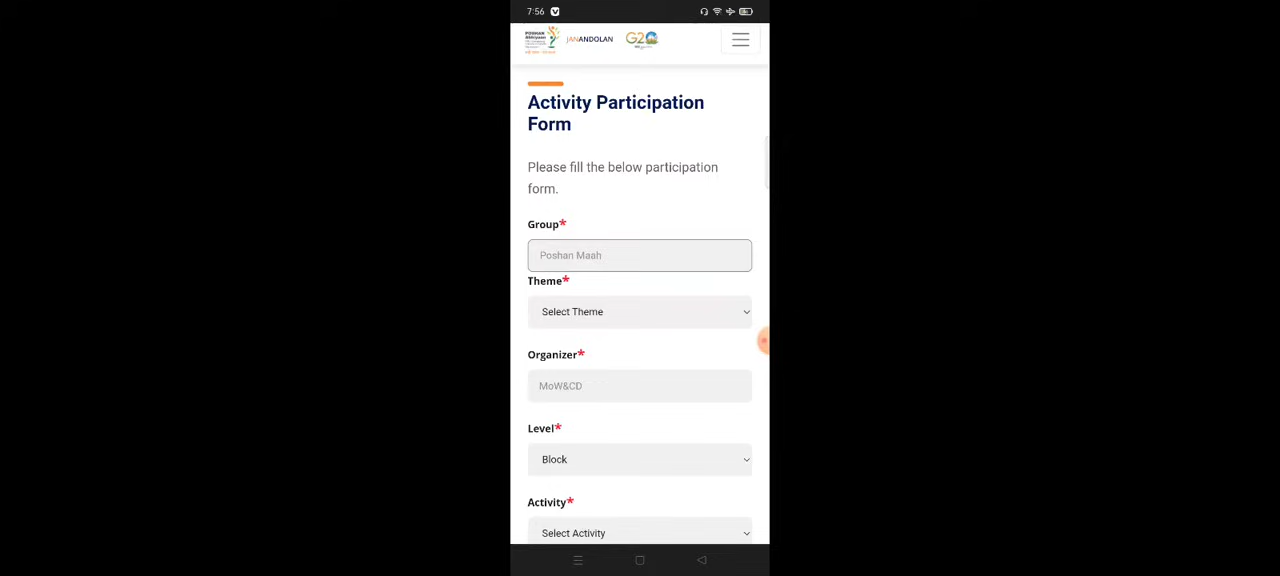 7:56
POSHAN
Abhiyaan
JANANDOLAN
G20
Activity Participation
Form
Please fill the below participation
form.
Group*
Poshan Maah
Theme*
Select Theme
Organizer*
MoW&CD
Level*
Block
Activity*
Select Activity